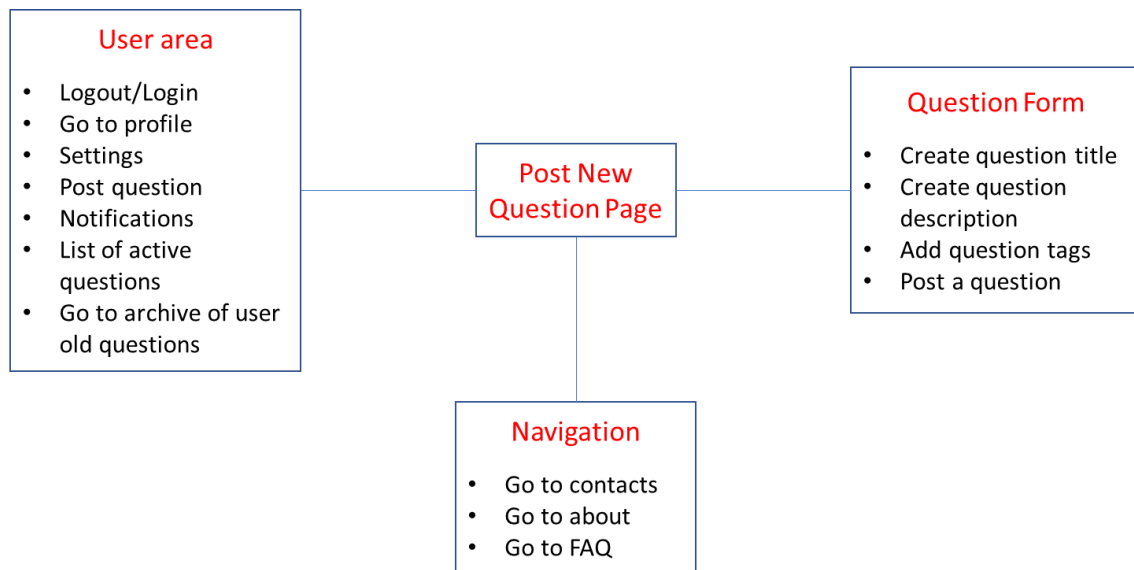 User area
• Logout/Login
• Go to profile
• Settings
• Post question
• Notifications
• List of active
questions
• Go to archive of user
old questions
Post New
Question Page
Question Form
• Create question title
• Create question
description
• Add question tags
• Post a question
Navigation
• Go to contacts
• Go to about
• Go to FAQ